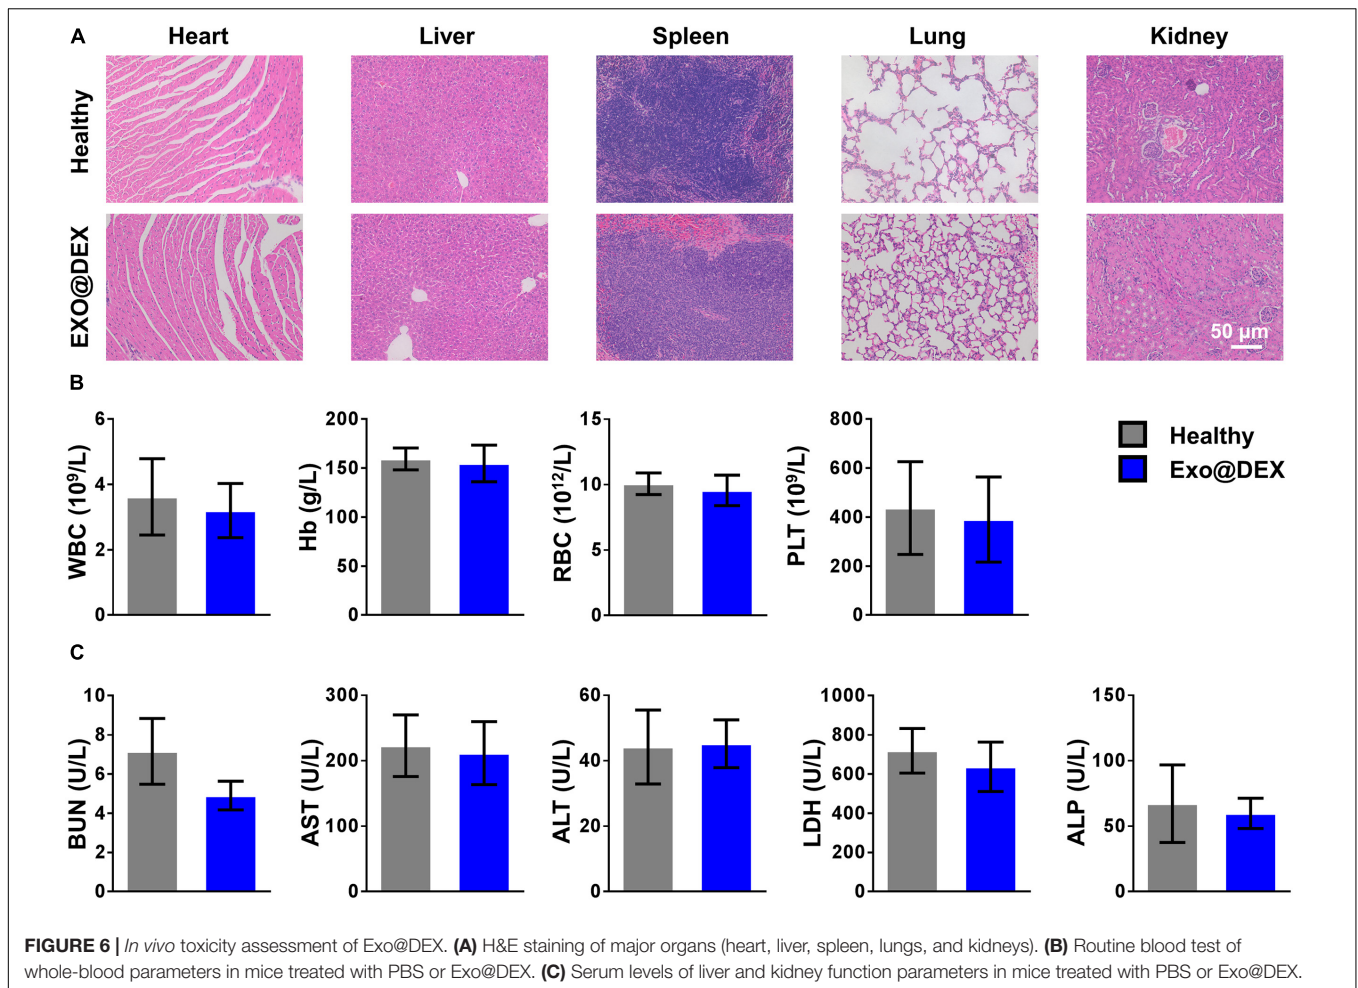 A
Heart Liver Spleen Lung Kidney
Healthy
EXO@DEX
50 µm
B
WBC (10⁹/L)
6
4
2
0
Hb (g/L)
200
150
100
50
0
RBC (10¹²/L)
15
10
5
0
PLT (10⁹/L)
800
600
400
200
0
Healthy
Exo@DEX
C
BUN (U/L)
10
8
6
4
2
0
AST (U/L)
300
200
100
0
ALT (U/L)
60
40
20
0
LDH (U/L)
1000
800
600
400
200
0
ALP (U/L)
150
100
50
0
FIGURE 6 | In vivo toxicity assessment of Exo@DEX. (A) H&E staining of major organs (heart, liver, spleen, lungs, and kidneys). (B) Routine blood test of
whole-blood parameters in mice treated with PBS or Exo@DEX. (C) Serum levels of liver and kidney function parameters in mice treated with PBS or Exo@DEX.